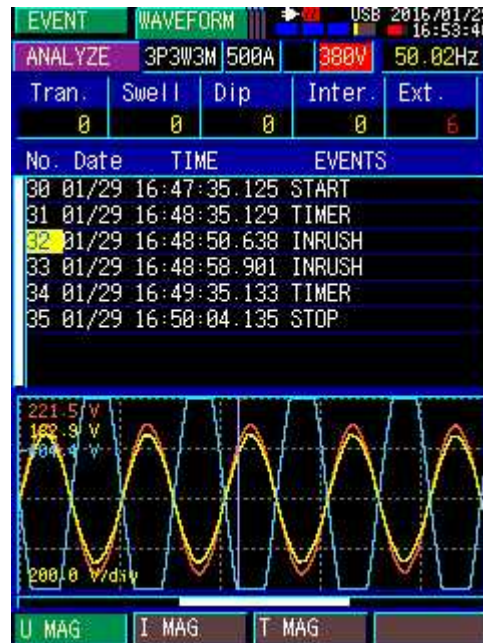 EVENT WAVEFORM USB 2016/01/2
16:53:4
ANALYZE 3P3W3M 500A 380V 50.02Hz
Tran. Swell Dip Inter. Ext.
0 0 0 0 6
No. Date TIME EVENTS
30 01/29 16:47:35.125 START
31 01/29 16:48:35.129 TIMER
32 01/29 16:48:50.638 INRUSH
33 01/29 16:48:58.901 INRUSH
34 01/29 16:49:35.133 TIMER
35 01/29 16:50:04.135 STOP
221.5 V
200.0 V/div
U MAG I MAG T MAG